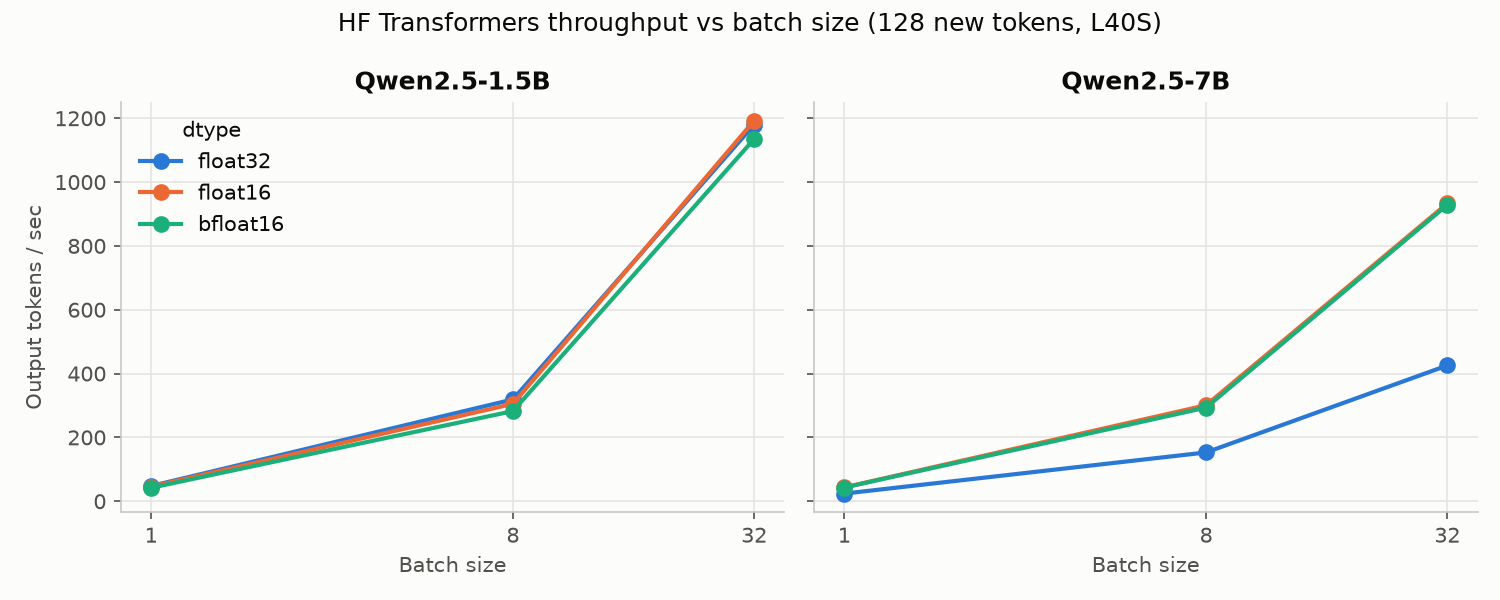 HF Transformers throughput vs batch size (128 new tokens, L40S)
Qwen2.5-1.5B
Output tokens / sec
1200
1000
800
600
400
200
0
dtype
float32
float16
bfloat16
1
8
32
Batch size
Qwen2.5-7B
1
8
32
Batch size